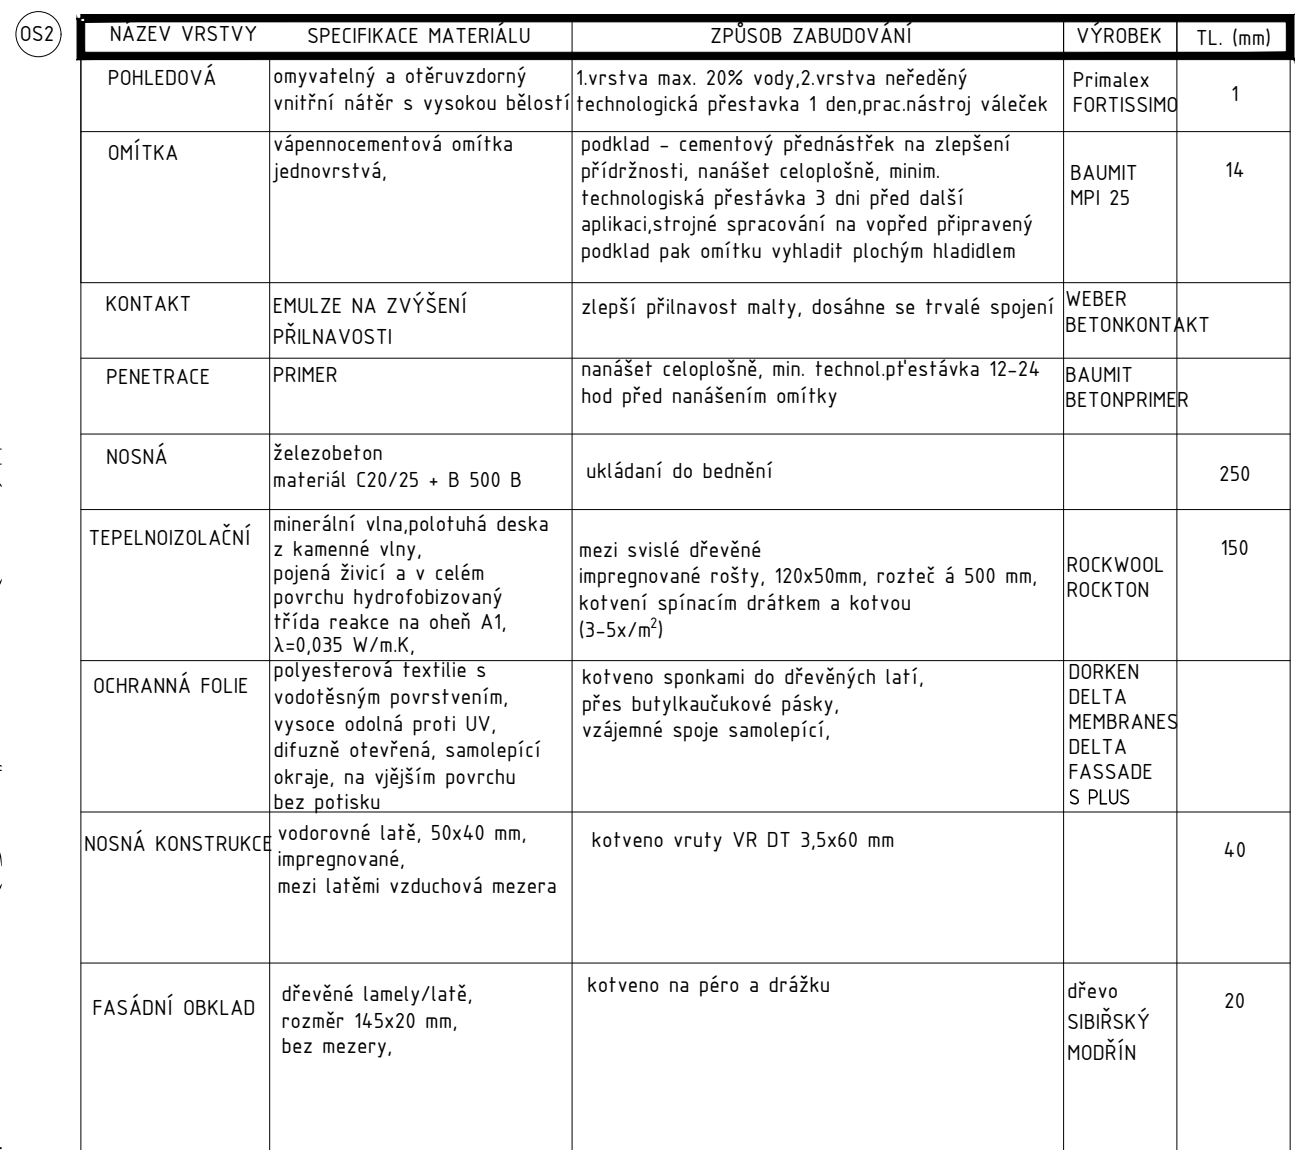 OS2
NÁZEV VRSTVY SPECIFIKACE MATERIÁLU ZPŮSOB ZABUDOVÁNÍ VÝROBEK TL. (mm)
POHLEDOVÁ
omyvatelný a otěruvzdorný
vnitřní nátěr s vysokou bělostí
1.vrstva max. 20% vody,2.vrstva neředěný
technologická přestavka 1 den,prac.nástroj váleček
Primalex
FORTISSIMO
1
OMÍTKA
vápennocementová omítka
jednovrstvá,
podklad - cementový přednástřek na zlepšení
přídržnosti, nanášet celoplošně, minim.
technologiská přestávka 3 dni před další
aplikaci,strojné spracování na vopřed připravený
podklad pak omítku vyhladit plochým hladidlem
BAUMIT
MPI 25
14
KONTAKT
EMULZE NA ZVÝŠENÍ
PŘILNAVOSTI
zlepší přilnavost malty, dosáhne se trvalé spojení
WEBER
BETONKONTAKT
PENETRACE
PRIMER
nanášet celoplošně, min. technol.pťestávka 12-24
hod před nanášením omítky
BAUMIT
BETONPRIMER
NOSNÁ
železobeton
materiál C20/25 + B 500 B
ukládaní do bednění
250
TEPELNOIZOLAČNÍ
minerální vlna,polotuhá deska
z kamenné vlny,
pojená živicí a v celém
povrchu hydrofobizovaný
třída reakce na oheň A1,
λ=0,035 W/m.K,
mezi svislé dřevěné
impregnované rošty, 120x50mm, rozteč á 500 mm,
kotvení spínacím drátkem a kotvou
(3-5x/m²)
ROCKWOOL
ROCKTON
150
OCHRANNÁ FOLIE
polyesterová textilie s
vodotěsným povrstvením,
vysoce odolná proti UV,
difuzně otevřená, samolepící
okraje, na vjějším povrchu
bez potisku
kotveno sponkami do dřevěných latí,
přes butylkaučukové pásky,
vzájemné spoje samolepící,
DORKEN
DELTA
MEMBRANES
DELTA
FASSADE
S PLUS
NOSNÁ KONSTRUKCE
vodorovné latě, 50x40 mm,
impregnované,
mezi latěmi vzduchová mezera
kotveno vruty VR DT 3,5x60 mm
40
FASÁDNÍ OBKLAD
dřevěné lamely/latě,
rozměr 145x20 mm,
bez mezery,
kotveno na péro a drážku
dřevo
SIBIŘSKÝ
MODŘÍN
20